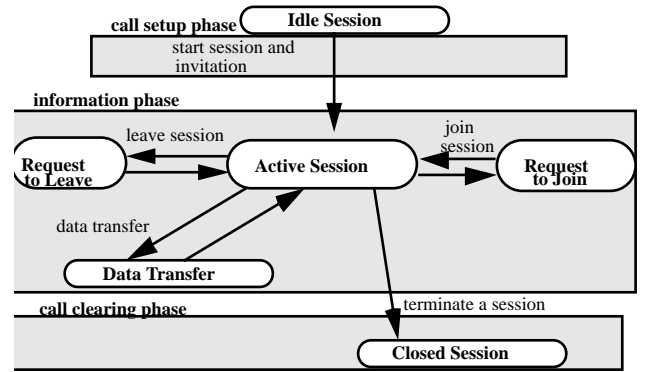 Idle Session
call setup phase
start session and
invitation
information phase
leave session
join
session
Request
to Leave
Active Session
Request
to Join
data transfer
Data Transfer
terminate a session
call clearing phase
Closed Session